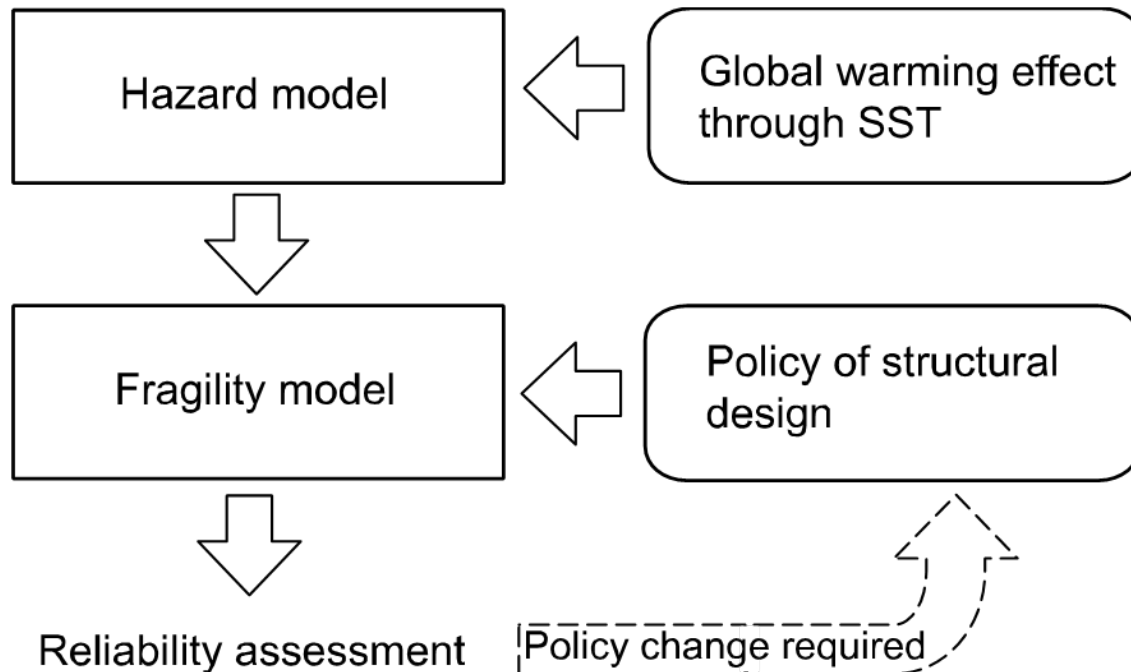 Hazard model
Global warming effect
through SST
Fragility model
Policy of structural
design
Reliability assessment
Policy change required